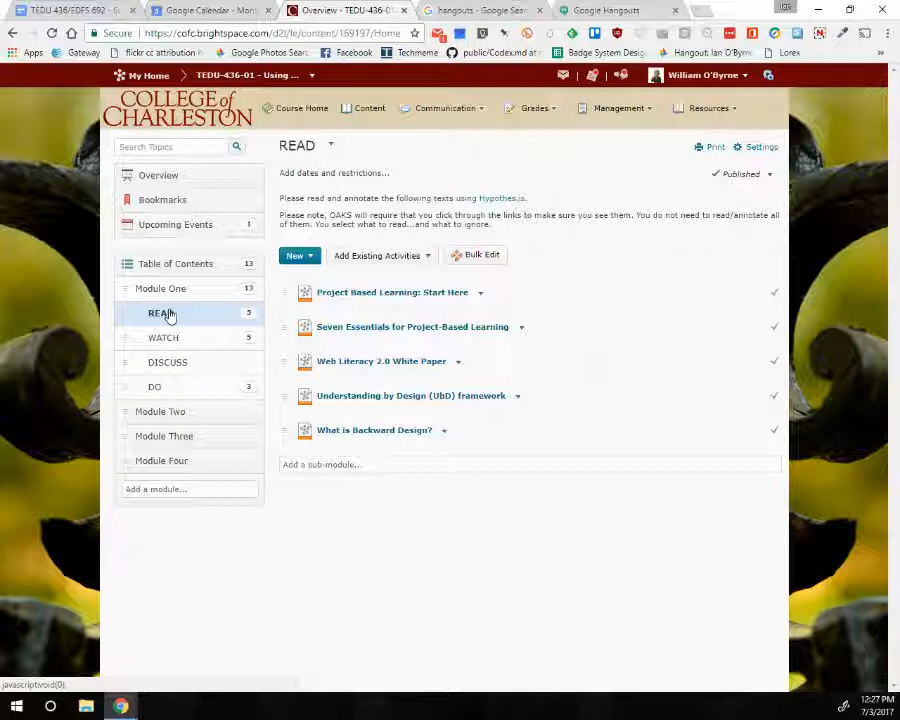 TEDU 436/EDFS 692 - S
Google Calendar - Mon
Overview - TEDU-436-01
hangouts - Google Sea
Google Hangouts
Secure
https://cofc.brightspace.com/d2l/le/content/169197/Home
Apps
Gateway
flickr cc attribution
Google Photos Sear
Techmeme
Facebook
GitHub
public/Codex.md at
Badge System Design
Hangout Ian O'Byrne
Lorex
My Home
TEDU-436-01 - Using ...
William O'Byrne
COLLEGE of
CHARLESTON
Course Home
Content
Communication
Grades
Management
Resources
Search Topics
READ
Print
Settings
Overview
Add dates and restrictions...
Published
Bookmarks
Please read and annotate the following texts using Hypothes.is.
Upcoming Events
1
Please note, OAKS will require that you click through the links to make sure you see them. You do not need to read/annotate all
of them. You select what to read...and what to ignore.
New
Add Existing Activities
Bulk Edit
Table of Contents
13
Module One
13
Project Based Learning: Start Here
READ
5
Seven Essentials for Project-Based Learning
WATCH
5
DISCUSS
Web Literacy 2.0 White Paper
DO
3
Understanding by Design (UbD) framework
Module Two
Module Three
What is Backward Design?
Module Four
Add a sub-module...
Add a module...
javascript:void(0);
12:27 PM
7/3/2017